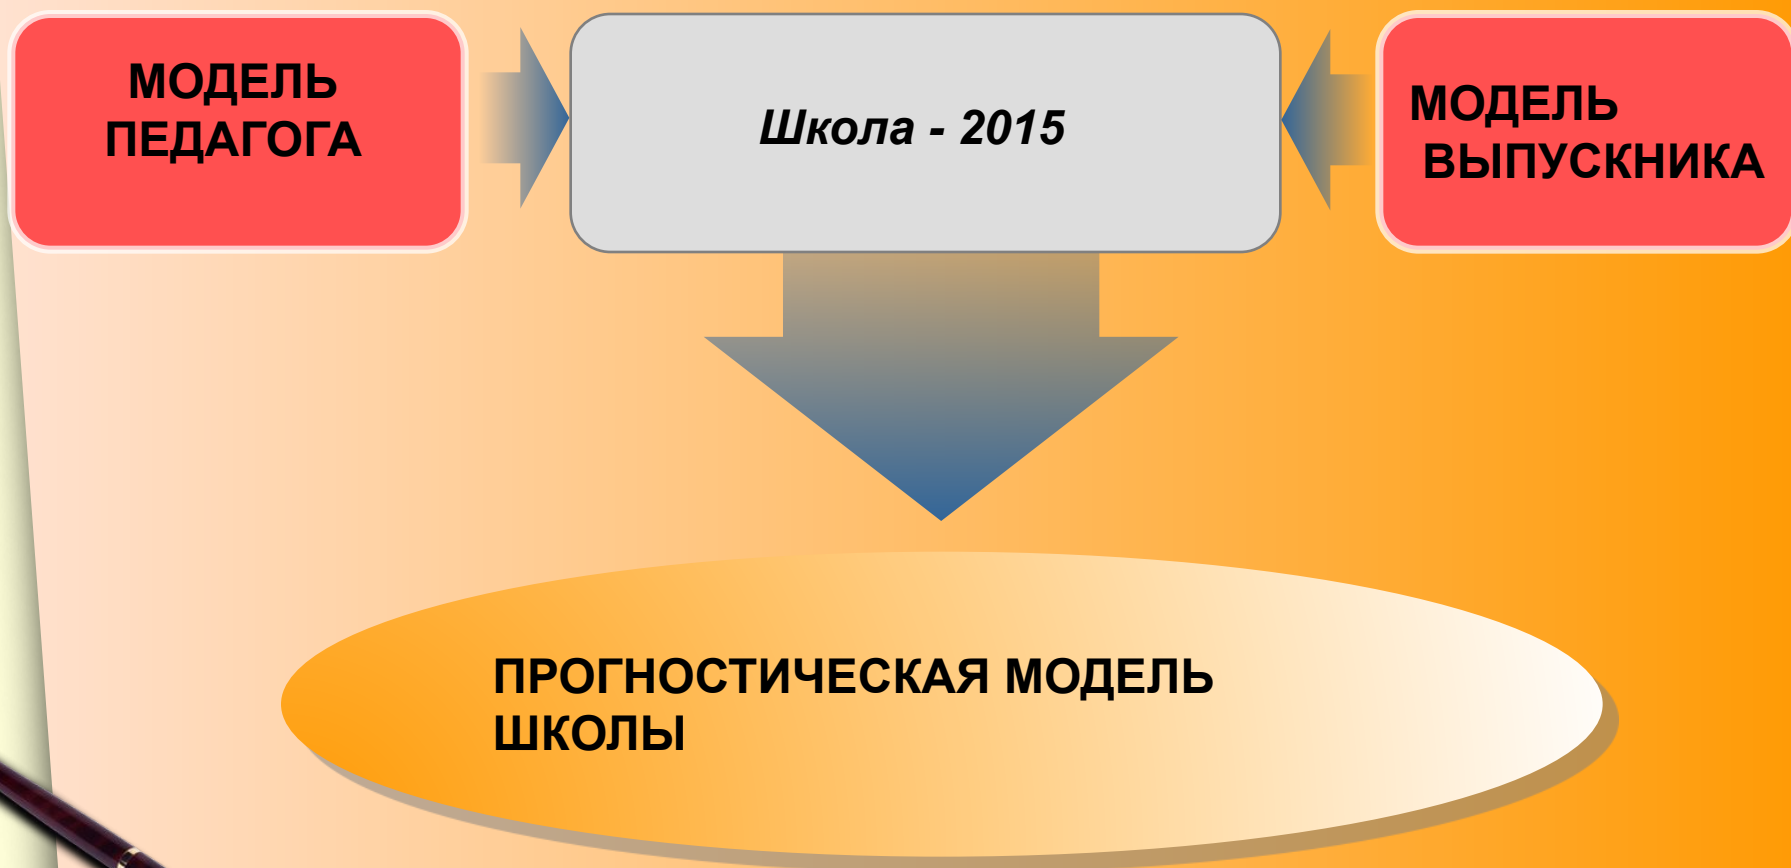 МОДЕЛЬ
ПЕДАГОГА
Школа - 2015
МОДЕЛЬ
ВЫПУСКНИКА
ПРОГНОСТИЧЕСКАЯ МОДЕЛЬ
ШКОЛЫ